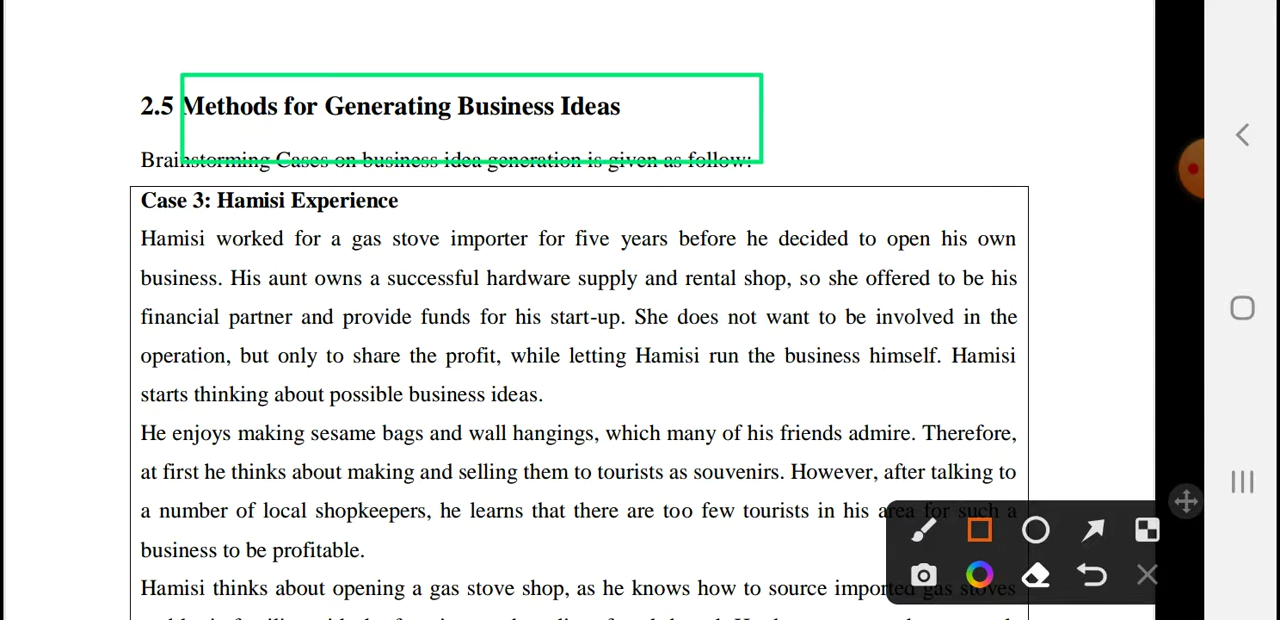 2.5 Methods for Generating Business Ideas
Brainstorming Cases on business idea generation is given as follow:
Case 3: Hamisi Experience
Hamisi worked for a gas stove importer for five years before he decided to open his own
business. His aunt owns a successful hardware supply and rental shop, so she offered to be his
financial partner and provide funds for his start-up. She does not want to be involved in the
operation, but only to share the profit, while letting Hamisi run the business himself. Hamisi
starts thinking about possible business ideas.
He enjoys making sesame bags and wall hangings, which many of his friends admire. Therefore,
at first he thinks about making and selling them to tourists as souvenirs. However, after talking to
a number of local shopkeepers, he learns that there are too few tourists in his area for such a
business to be profitable.
Hamisi thinks about opening a gas stove shop, as he knows how to source imported gas stoves